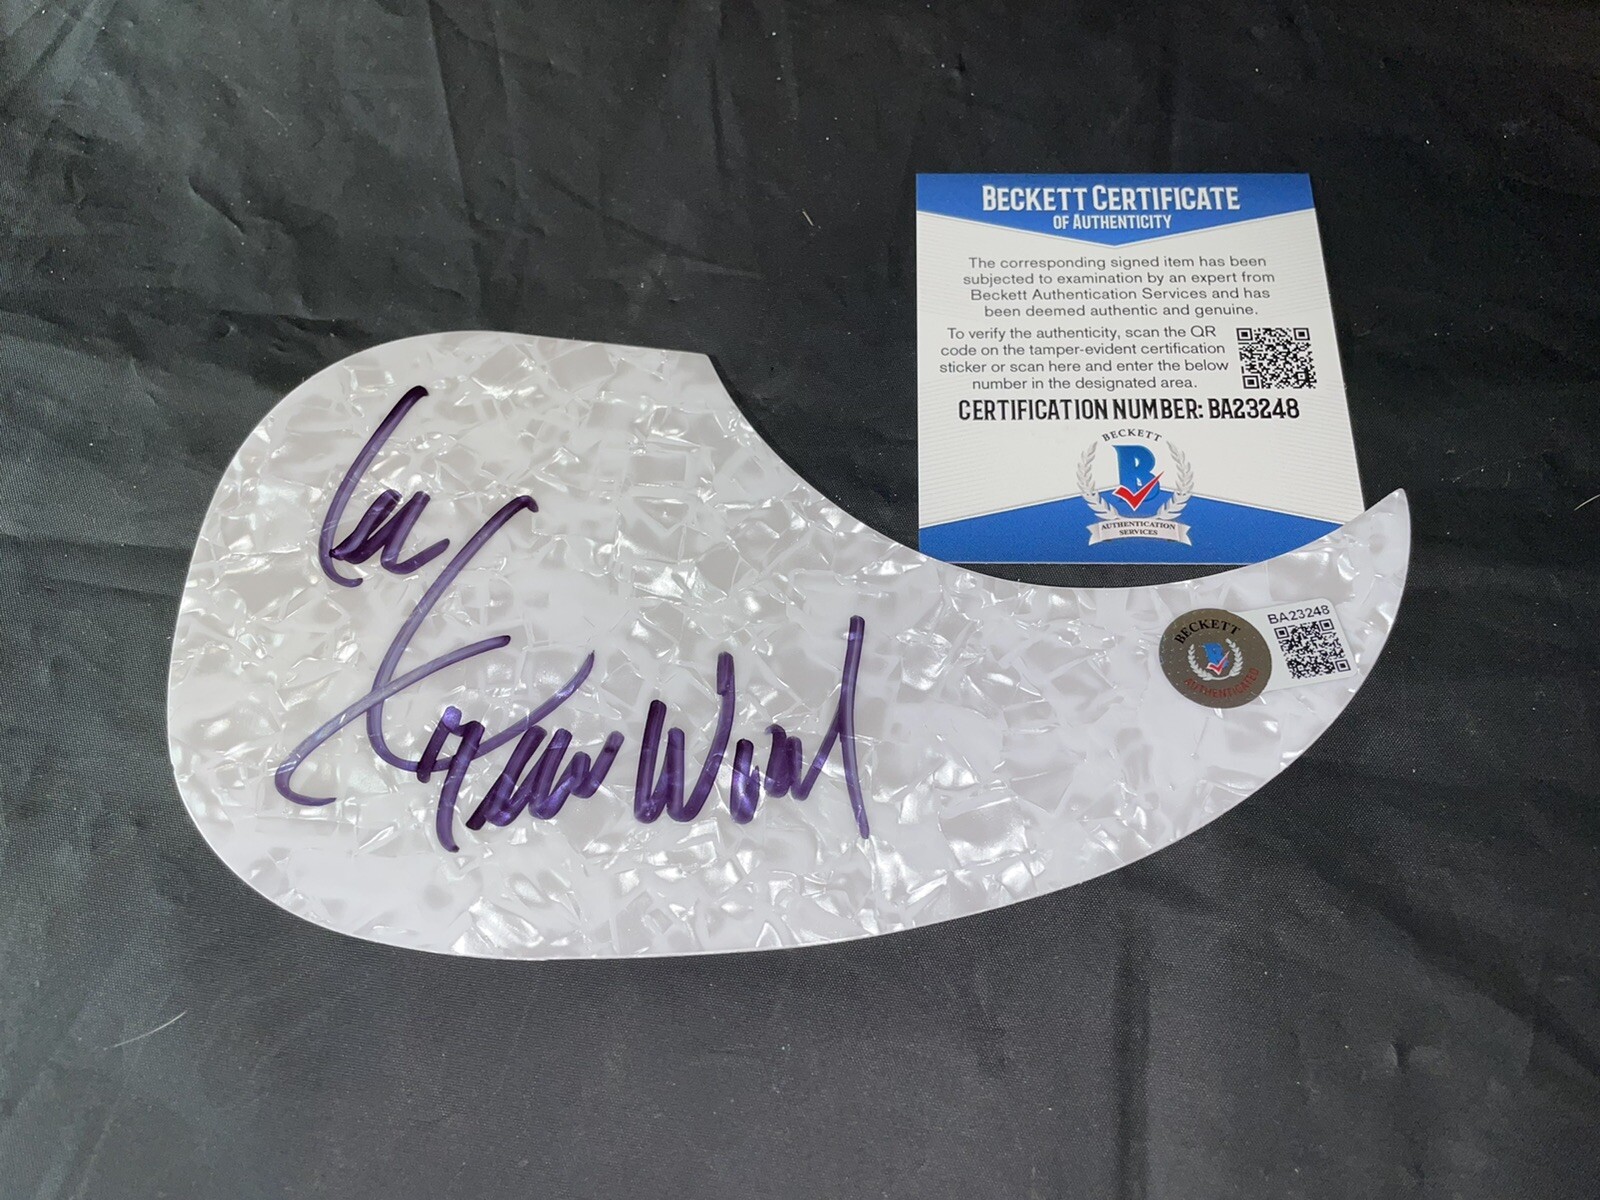 BECKETT CERTIFICATE
OF AUTHENTICITY
The corresponding signed item has been
subjected to examination by an expert from
Beckett Authentication Services and has
been deemed authentic and genuine.
To verify the authenticity, scan the QR
code on the tamper-evident certification
sticker or scan here and enter the below
number in the designated area.
CERTIFICATION NUMBER: BA23248
BECKETT
B
AUTHENTICATION
SERVICES
Lee
Greenwood
BECKETT
B
AUTHENTICATED
BA23248